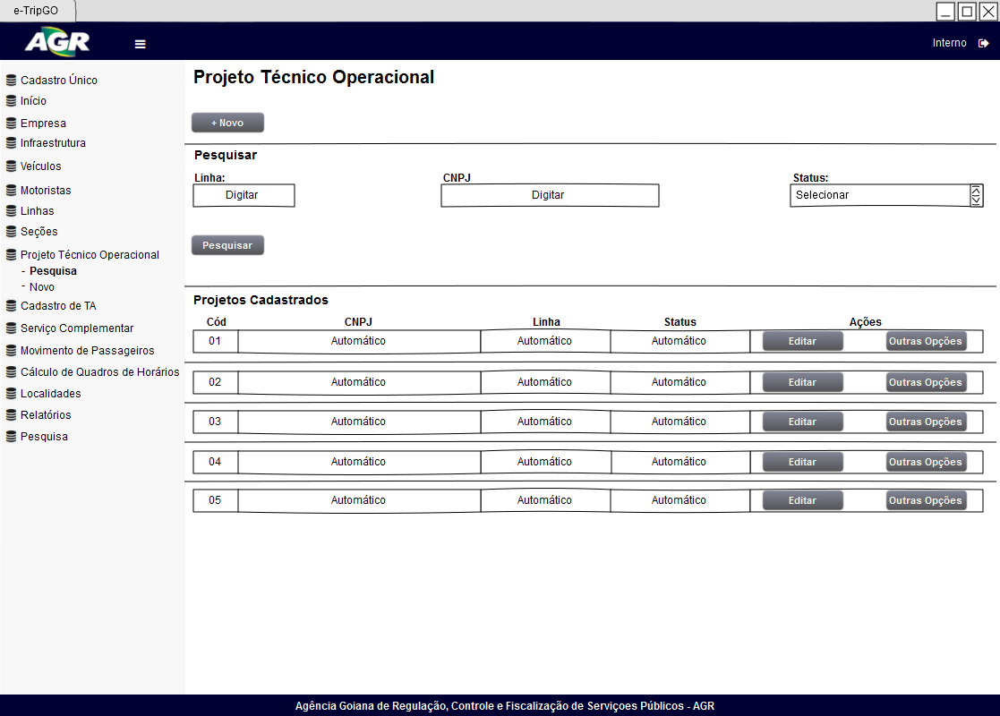 e-TripGO
AGR
Interno
Cadastro Único
Início
Empresa
Infraestrutura
Veículos
Motoristas
Linhas
Seções
Projeto Técnico Operacional
- Pesquisa
- Novo
Cadastro de TA
Serviço Complementar
Movimento de Passageiros
Cálculo de Quadros de Horários
Localidades
Relatórios
Pesquisa
Projeto Técnico Operacional
+ Novo
Pesquisar
Linha: CNPJ Status:
Digitar Digitar Selecionar
Pesquisar
Projetos Cadastrados
Cód CNPJ Linha Status Ações
01 Automático Automático Automático Editar Outras Opções
02 Automático Automático Automático Editar Outras Opções
03 Automático Automático Automático Editar Outras Opções
04 Automático Automático Automático Editar Outras Opções
05 Automático Automático Automático Editar Outras Opções
Agência Goiana de Regulação, Controle e Fiscalização de Serviçoes Públicos - AGR